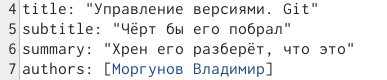 4 title: "Управление версиями. Git"
5 subtitle: "Чёрт бы его побрал"
6 summary: "Хрен его разберёт, что это"
7 authors: [Моргунов Владимир]